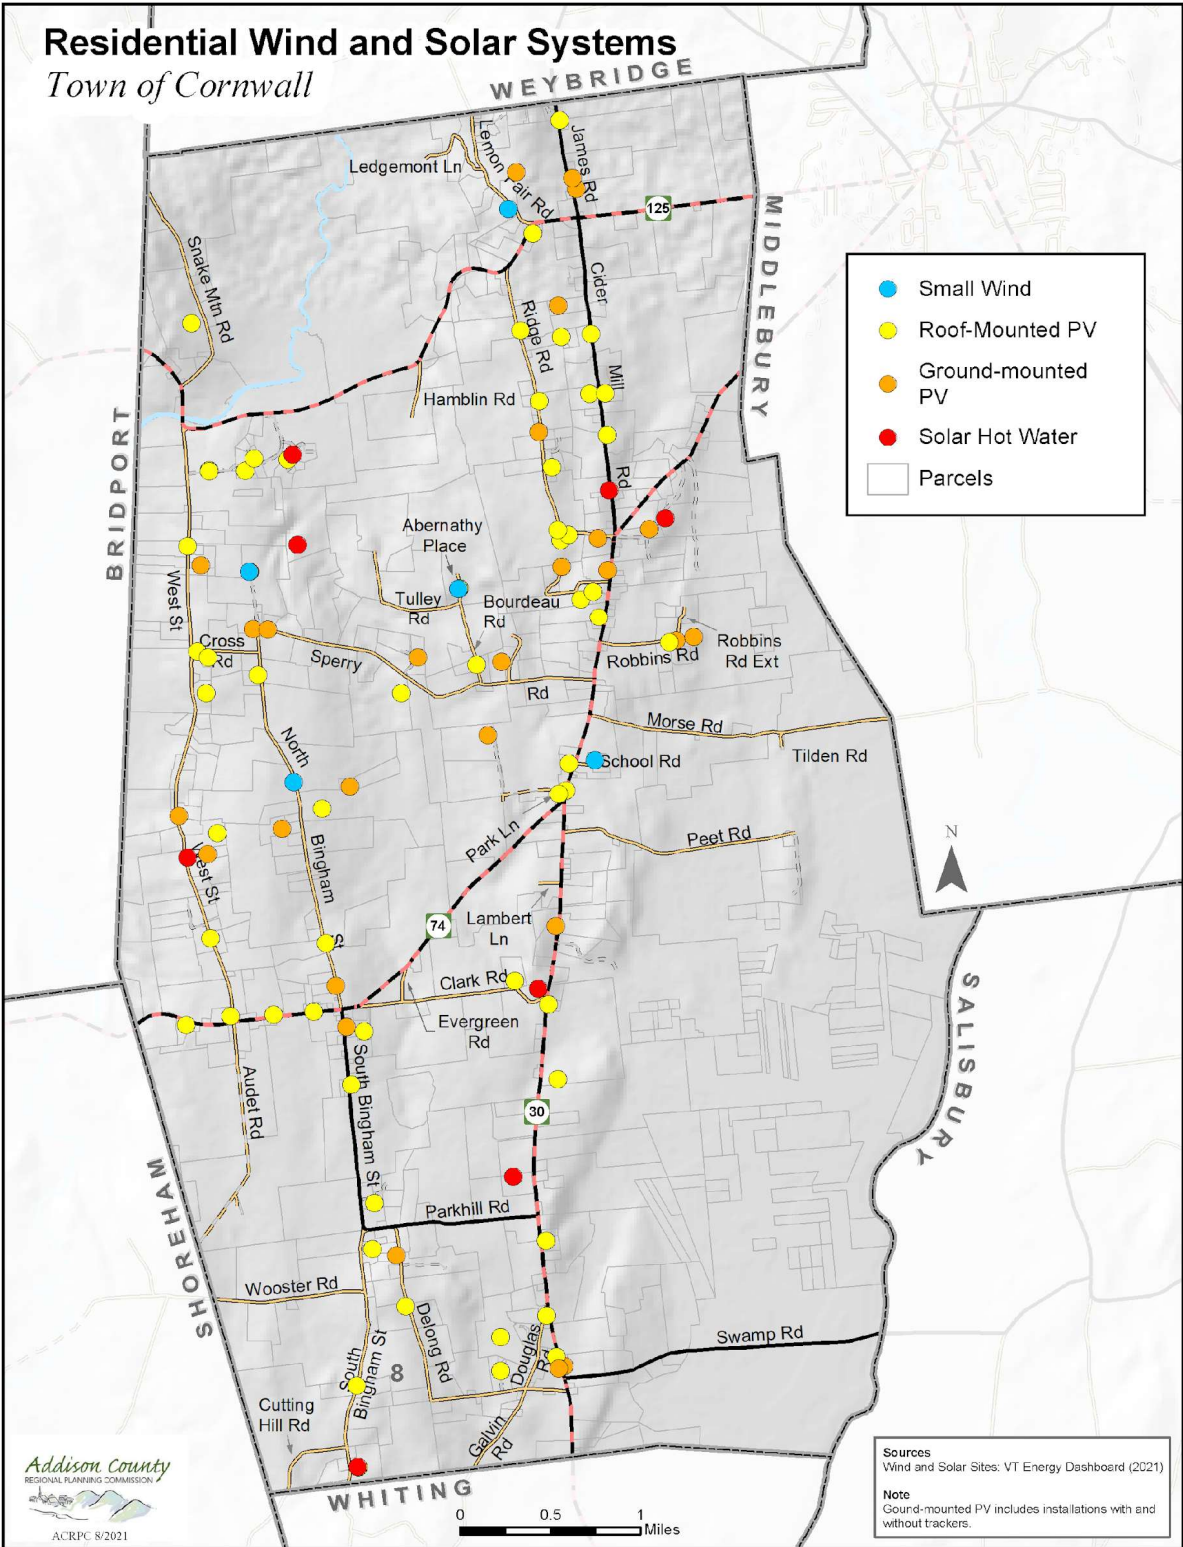 Residential Wind and Solar Systems
Town of Cornwall
WEYBRIDGE
Ledgemont Ln
Lemon Fair Rd
James Rd
125
MIDDLEBURY
Snake Mtn Rd
Cider Mill Rd
Ridge Rd
Hamblin Rd
BRIDPORT
Small Wind
Roof-Mounted PV
Ground-mounted
PV
Solar Hot Water
Parcels
Abernathy
Place
West St
Tulley
Rd
Bourdeau
Rd
Cross
Rd
Sperry
Rd
Robbins Rd
Robbins
Rd Ext
Morse Rd
Tilden Rd
School Rd
North
Bingham
St
Park Ln
Peet Rd
West St
N
74
Lambert
Ln
Clark Rd
Evergreen
Rd
SALISBURY
Audet Rd
South Bingham St
30
SHOREHAM
Parkhill Rd
Wooster Rd
Delong Rd
Douglas
Rd
Swamp Rd
South
Bingham St
8
Cutting
Hill Rd
Galvin
Rd
WHITING
Addison County
REGIONAL PLANNING COMMISSION
ACRPC 8/2021
0 0.5 1
Miles
Sources
Wind and Solar Sites: VT Energy Dashboard (2021)
Note
Gound-mounted PV includes installations with and
without trackers.